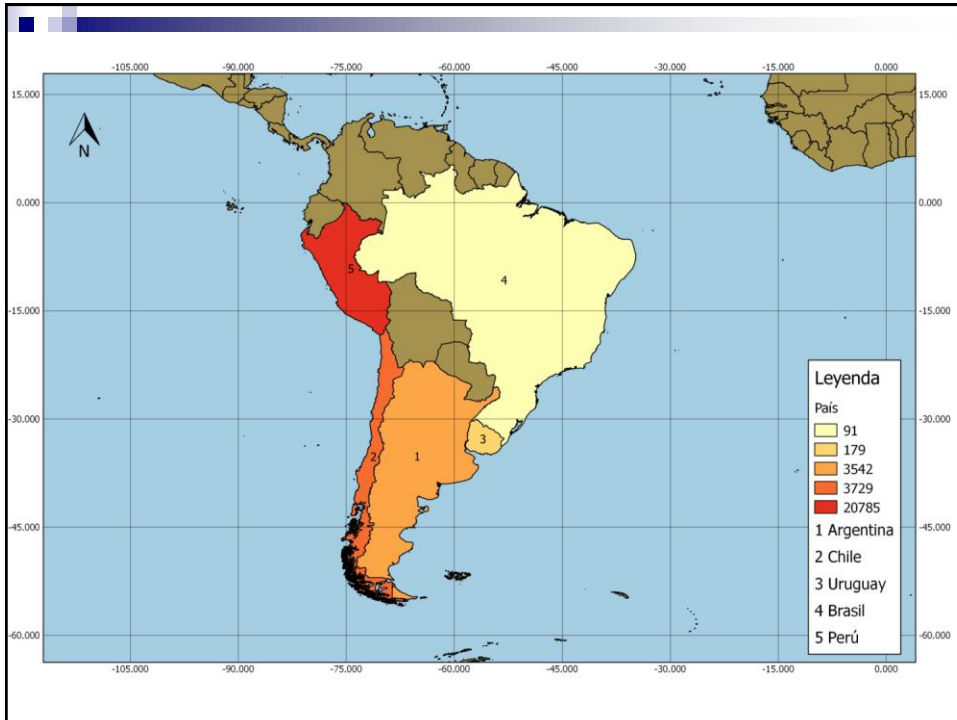 -105.000 -90.000 -75.000 -60.000 -45.000 -30.000 -15.000 0.000
15.000 15.000
N
0.000 0.000
5
4
-15.000 -15.000
Leyenda
País
91
-30.000 -30.000
3
179
2 1
3542
3729
20785
-45.000 -45.000
1 Argentina
2 Chile
3 Uruguay
4 Brasil
5 Perú
-60.000 -60.000
-105.000 -90.000 -75.000 -60.000 -45.000 -30.000 -15.000 0.000